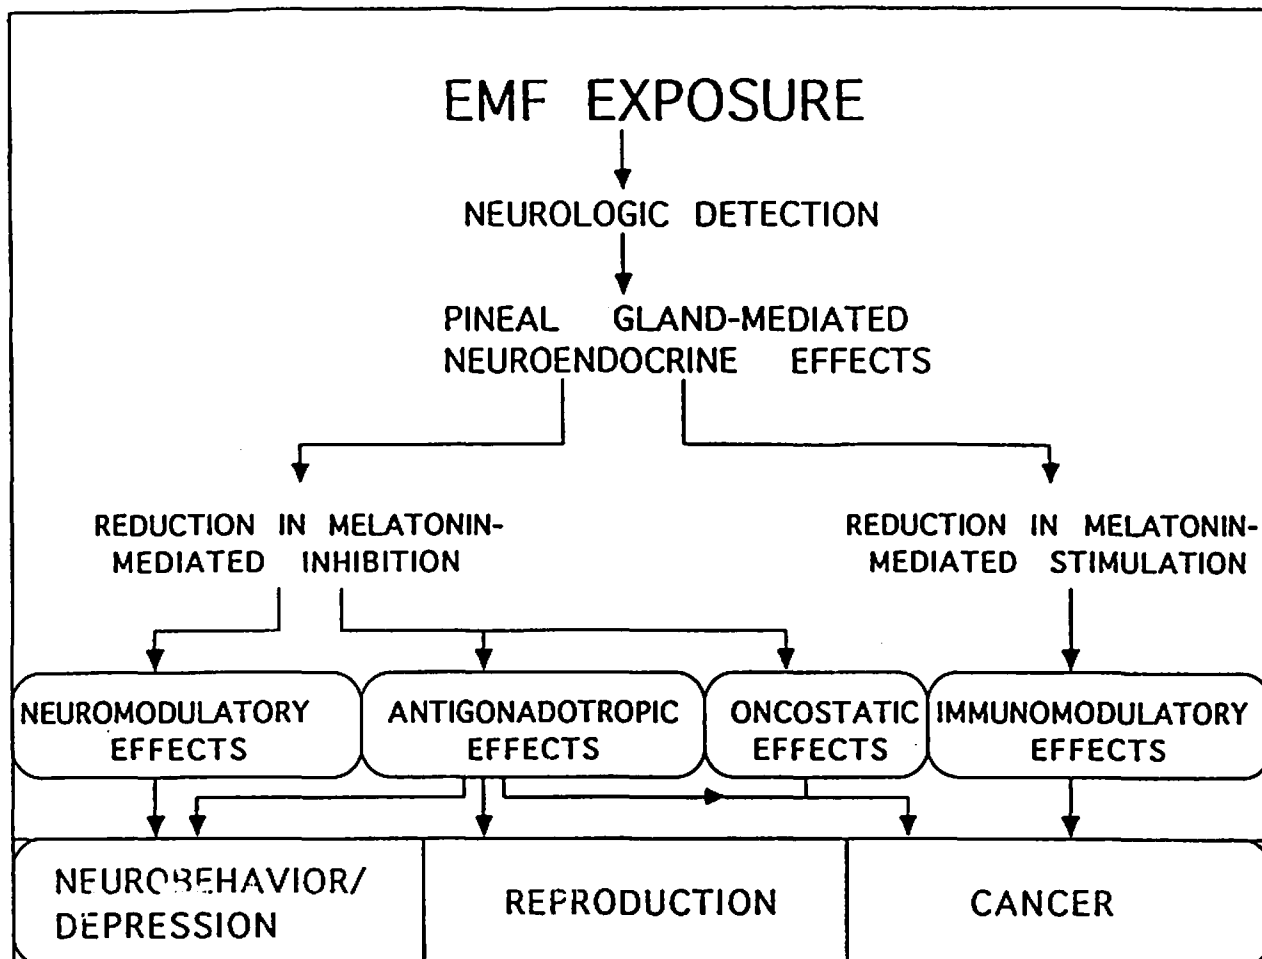 EMF EXPOSURE
NEUROLOGIC DETECTION
PINEAL GLAND-MEDIATED
NEUROENDOCRINE EFFECTS
REDUCTION IN MELATONIN-
MEDIATED INHIBITION
REDUCTION IN MELATONIN-
MEDIATED STIMULATION
NEUROMODULATORY
EFFECTS
ANTIGONADOTROPIC
EFFECTS
ONCOSTATIC
EFFECTS
IMMUNOMODULATORY
EFFECTS
NEUROBEHAVIOR/
DEPRESSION
REPRODUCTION
CANCER